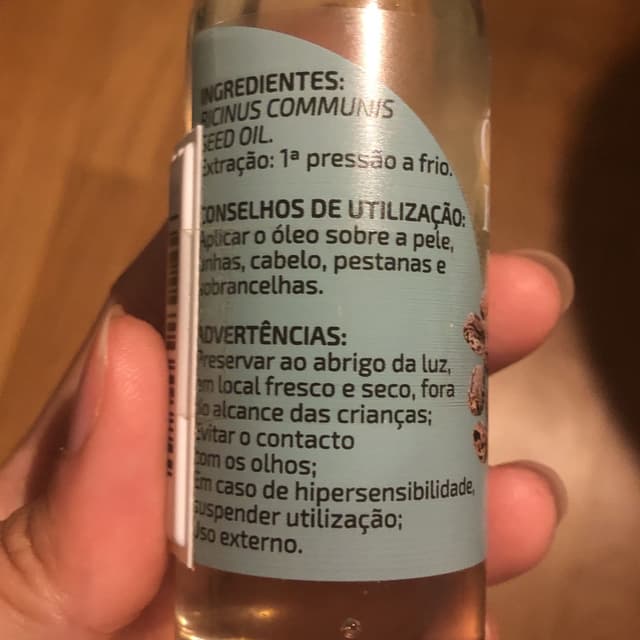 INGREDIENTES:
RICINUS COMMUNIS
SEED OIL.
Extração: 1ª pressão a frio.
CONSELHOS DE UTILIZAÇÃO:
Aplicar o óleo sobre a pele,
unhas, cabelo, pestanas e
sobrancelhas.
ADVERTÊNCIAS:
Preservar ao abrigo da luz,
em local fresco e seco, fora
do alcance das crianças;
Evitar o contacto
com os olhos;
Em caso de hipersensibilidade,
suspender utilização;
Uso externo.